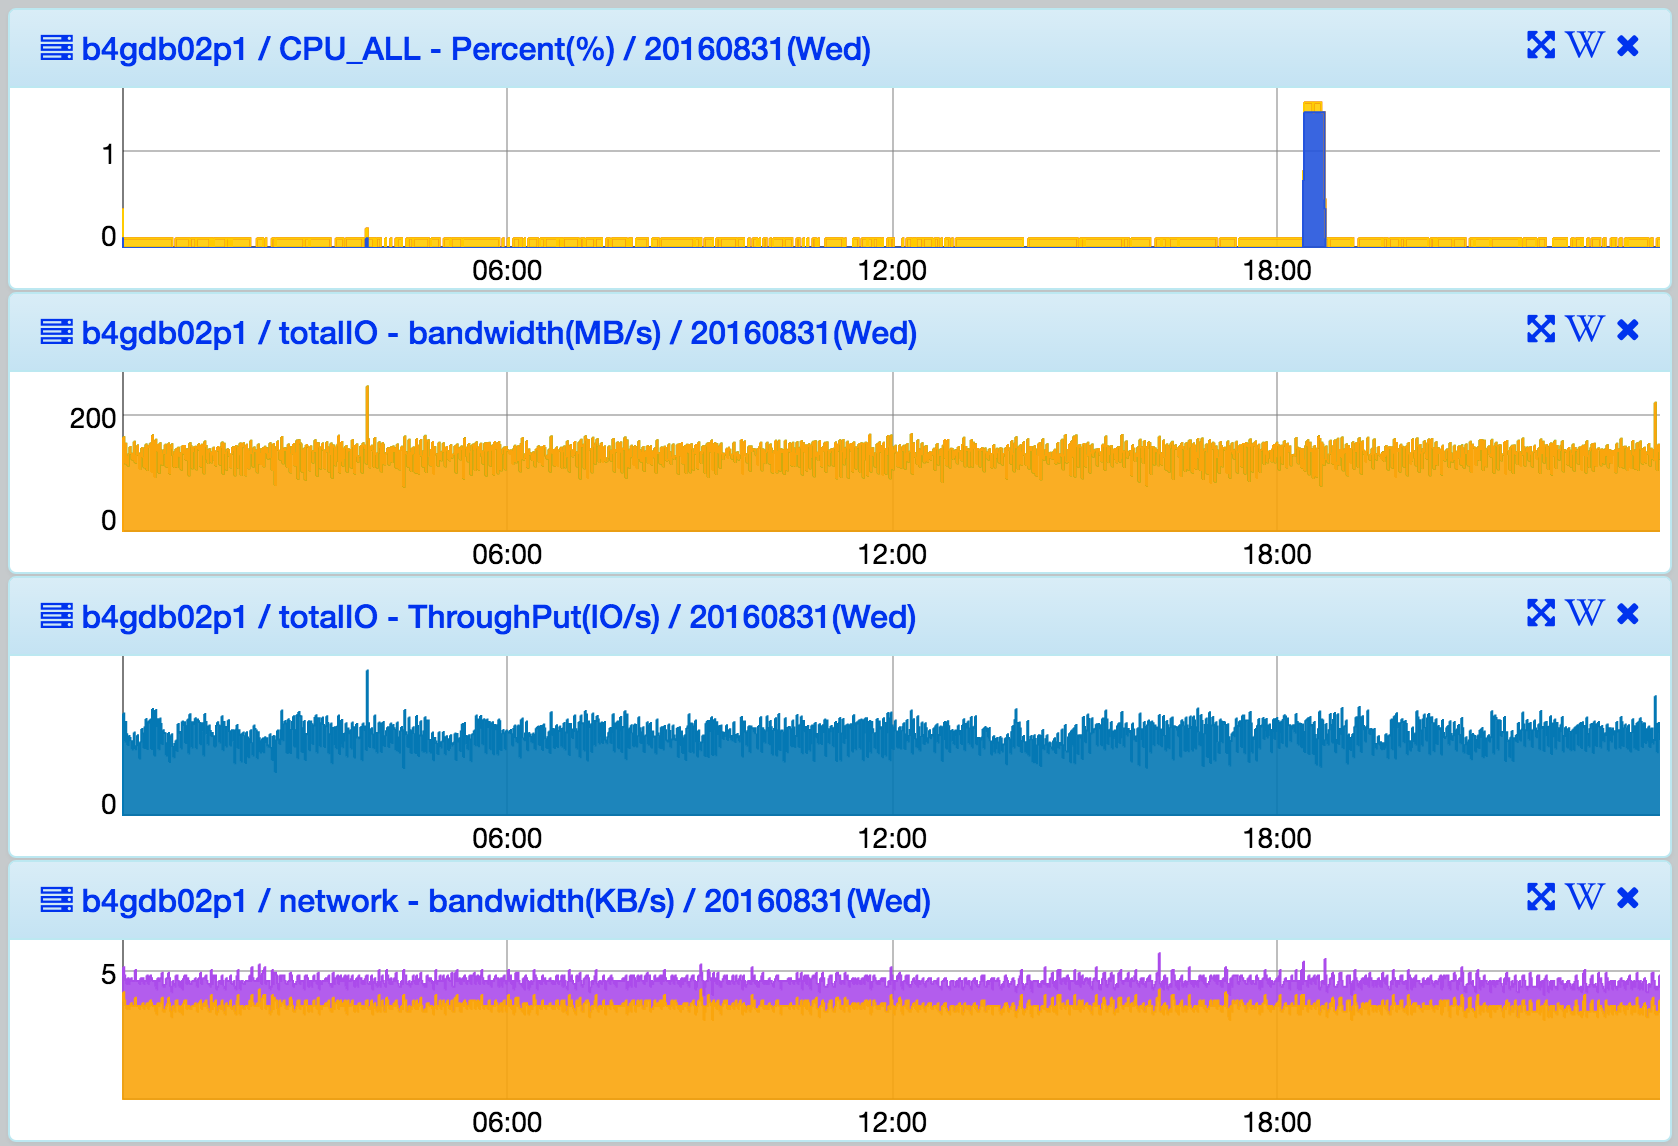 b4gdb02p1 / CPU_ALL - Percent(%) / 20160831(Wed) W
1
0
06:00 12:00 18:00
b4gdb02p1 / totalIO - bandwidth(MB/s) / 20160831(Wed) W
200
0
06:00 12:00 18:00
b4gdb02p1 / totalIO - ThroughPut(IO/s) / 20160831(Wed) W
0
06:00 12:00 18:00
b4gdb02p1 / network - bandwidth(KB/s) / 20160831(Wed) W
5
06:00 12:00 18:00